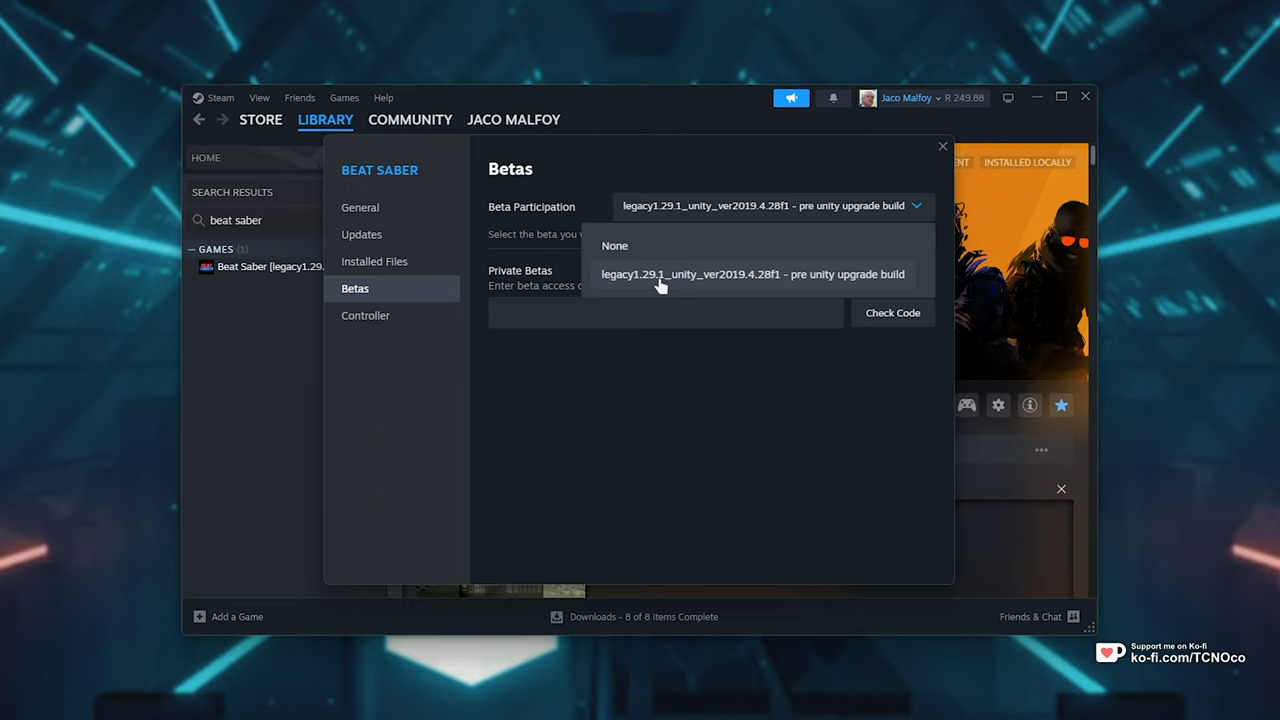 Steam View Friends Games Help
Jaco Malfoy R 249.88
STORE LIBRARY COMMUNITY JACO MALFOY
HOME
SEARCH RESULTS
beat saber
GAMES (1)
Beat Saber [legacy1.29.
BEAT SABER
General
Updates
Installed Files
Betas
Controller
Betas
Beta Participation
legacy1.29.1_unity_ver2019.4.28f1 - pre unity upgrade build
Select the beta you
None
legacy1.29.1_unity_ver2019.4.28f1 - pre unity upgrade build
Private Betas
Enter beta access
Check Code
INSTALLED LOCALLY
Add a Game
Downloads - 8 of 8 Items Complete
Friends & Chat
Support me on Ko-fi
ko-fi.com/TCNOco